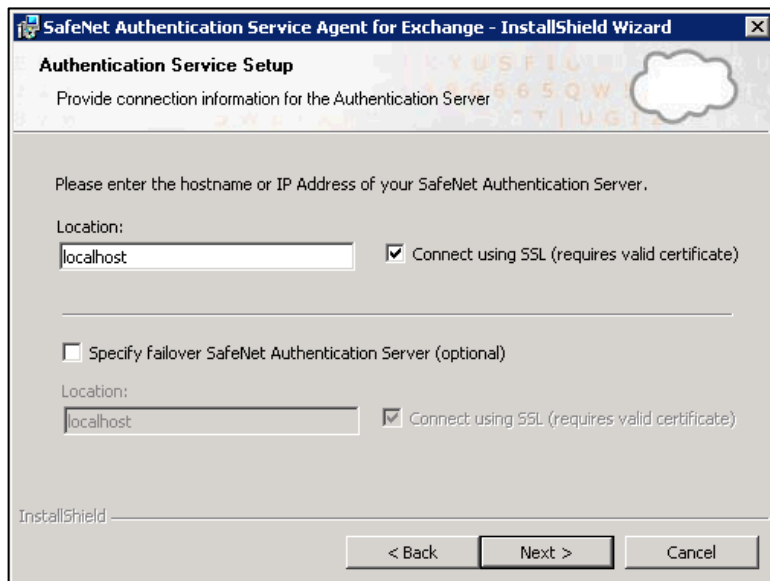 SafeNet Authentication Service Agent for Exchange - InstallShield Wizard
Authentication Service Setup
Provide connection information for the Authentication Server
Please enter the hostname or IP Address of your SafeNet Authentication Server.
Location:
localhost
Connect using SSL (requires valid certificate)
Specify failover SafeNet Authentication Server (optional)
Location:
localhost
Connect using SSL (requires valid certificate)
InstallShield
< Back
Next >
Cancel